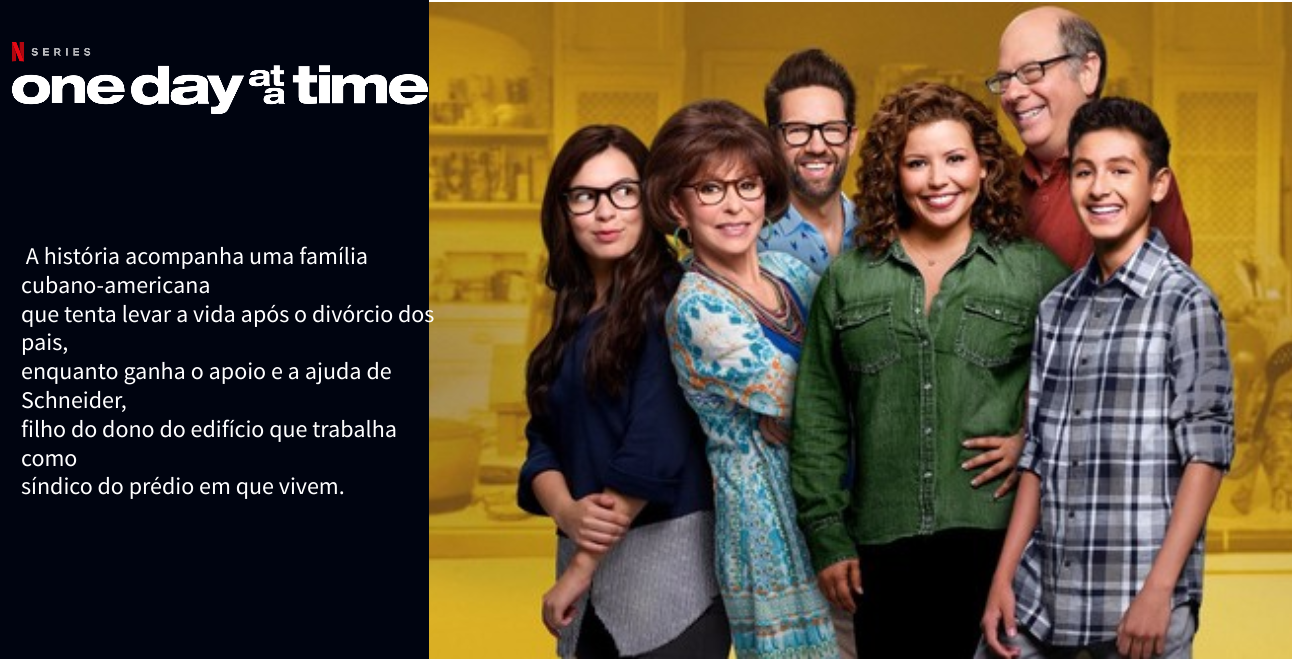 N SERIES
one day at a time
A história acompanha uma família
cubano-americana
que tenta levar a vida após o divórcio dos
pais,
enquanto ganha o apoio e a ajuda de
Schneider,
filho do dono do edifício que trabalha
como
síndico do prédio em que vivem.